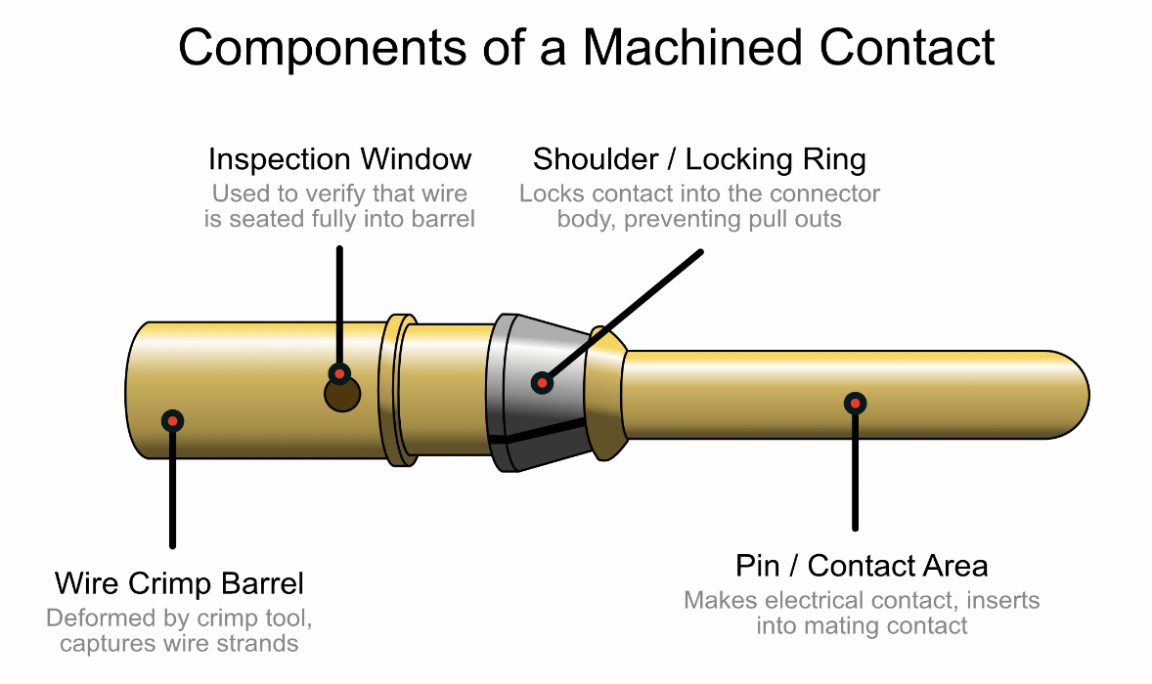 Components of a Machined Contact
Inspection Window
Used to verify that wire
is seated fully into barrel
Shoulder / Locking Ring
Locks contact into the connector
body, preventing pull outs
Wire Crimp Barrel
Deformed by crimp tool,
captures wire strands
Pin / Contact Area
Makes electrical contact, inserts
into mating contact